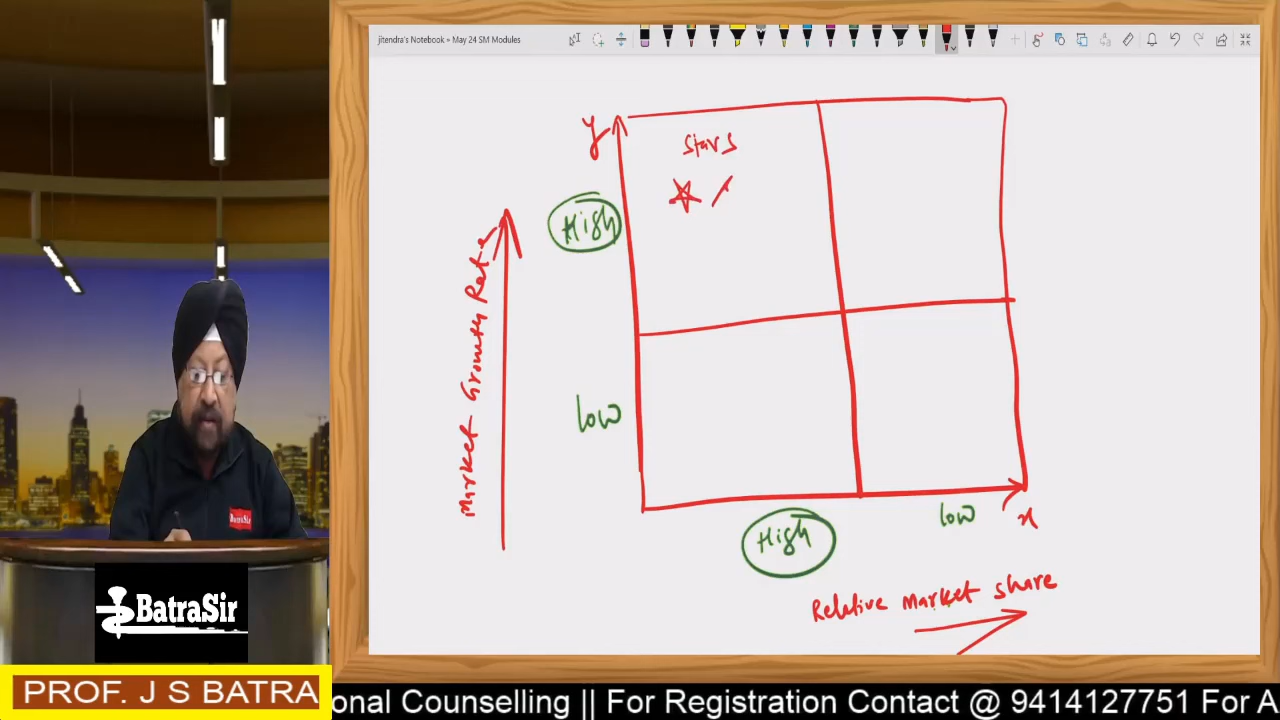 jitendra's Notebook » May 24 SM Modules
y
Stars
High
Market Growth Rate
low
High
low
x
Relative Market share
BatraSir
BatraSir
PROF. J S BATRA
onal Counselling || For Registration Contact @ 9414127751 For A